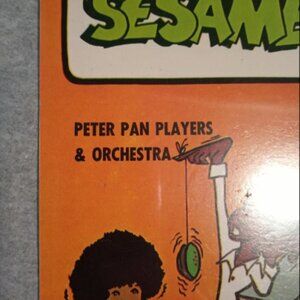 SESAME
PETER PAN PLAYERS
& ORCHESTRA